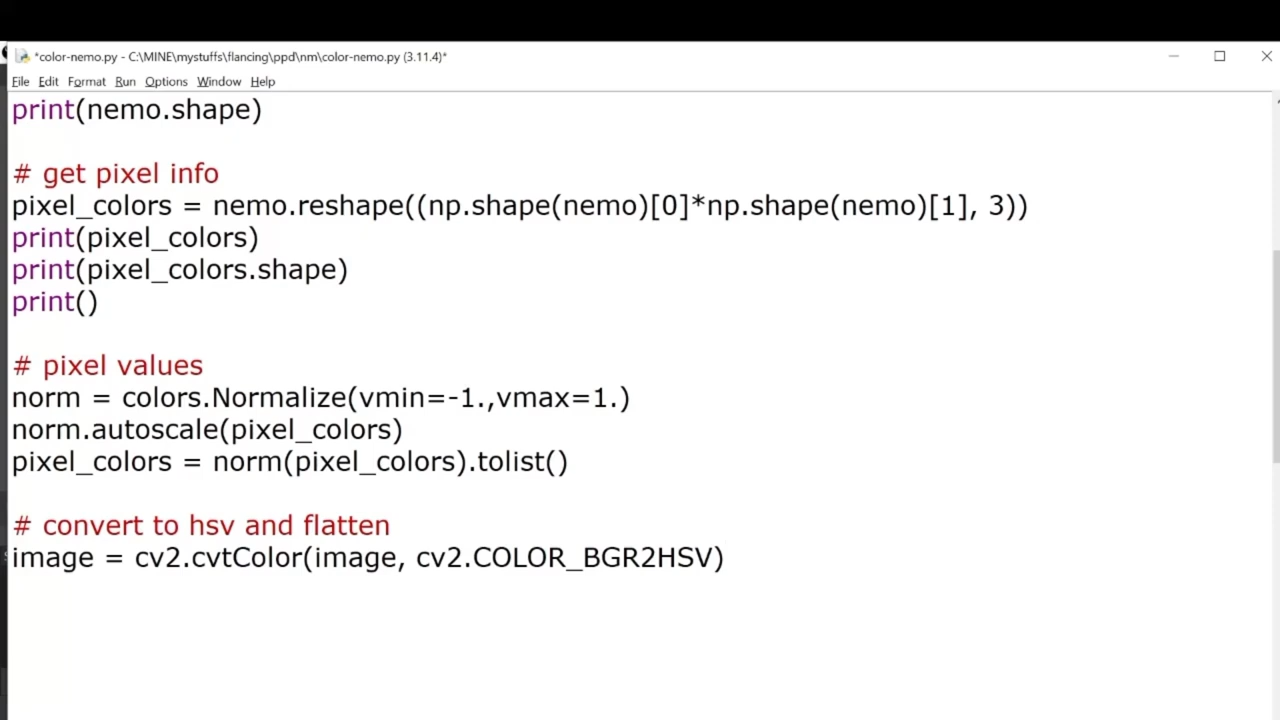 *color-nemo.py - C:\MINE\mystuffs\flancing\ppd\nm\color-nemo.py (3.11.4)*
File Edit Format Run Options Window Help
print(nemo.shape)
# get pixel info
pixel_colors = nemo.reshape((np.shape(nemo)[0]*np.shape(nemo)[1], 3))
print(pixel_colors)
print(pixel_colors.shape)
print()
# pixel values
norm = colors.Normalize(vmin=-1.,vmax=1.)
norm.autoscale(pixel_colors)
pixel_colors = norm(pixel_colors).tolist()
# convert to hsv and flatten
image = cv2.cvtColor(image, cv2.COLOR_BGR2HSV)